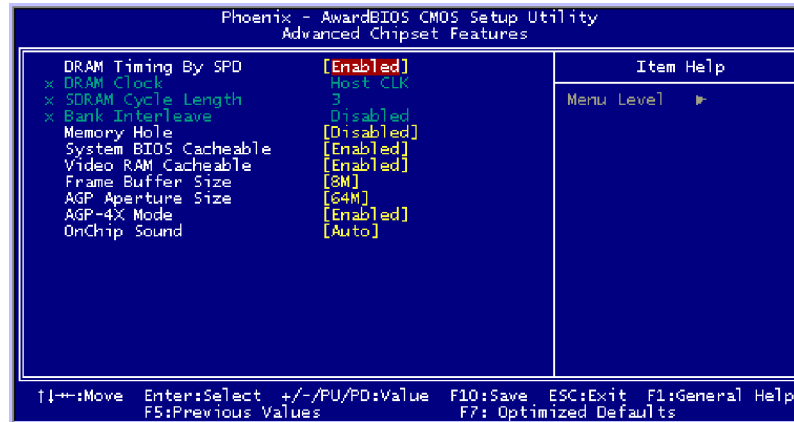 Phoenix - AwardBIOS CMOS Setup Utility
Advanced Chipset Features
DRAM Timing By SPD [Enabled]
x DRAM Clock Host CLK
x SDRAM Cycle Length 3
x Bank Interleave Disabled
Memory Hole [Disabled]
System BIOS Cacheable [Enabled]
Video RAM Cacheable [Enabled]
Frame Buffer Size [8M]
AGP Aperture Size [64M]
AGP-4X Mode [Enabled]
OnChip Sound [Auto]
Item Help
Menu Level ►
↑↓→←:Move Enter:Select +/-/PU/PD:Value F10:Save ESC:Exit F1:General Help
F5:Previous Values F7: Optimized Defaults